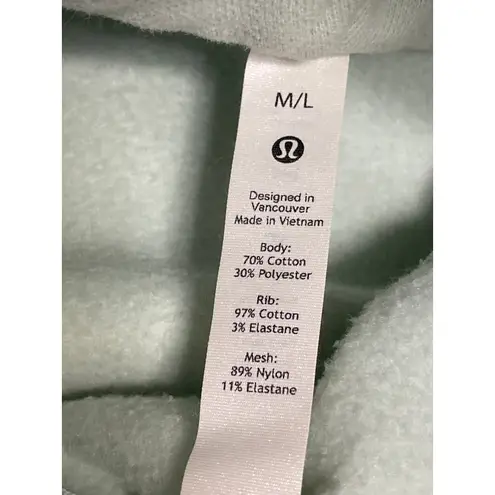 M/L
Designed in
Vancouver
Made in Vietnam
Body:
70% Cotton
30% Polyester
Rib:
97% Cotton
3% Elastane
Mesh:
89% Nylon
11% Elastane